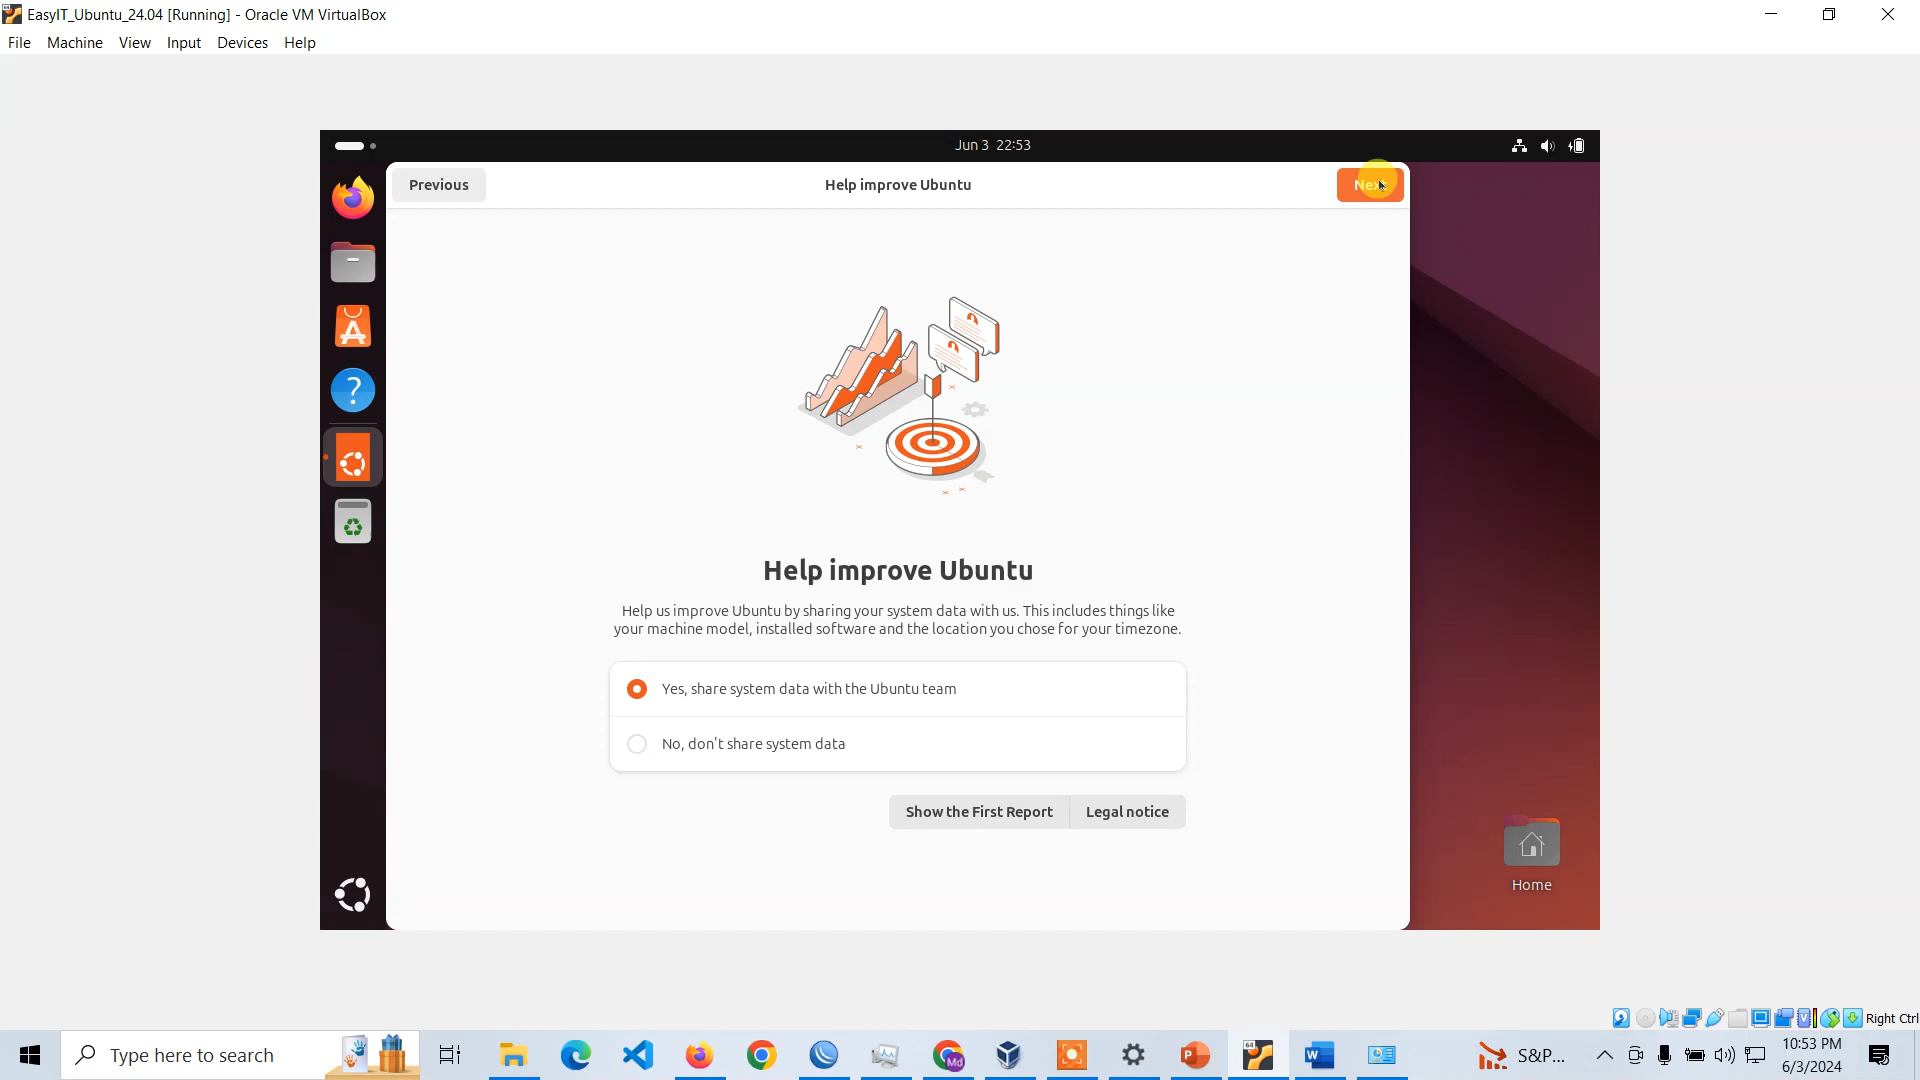 EasyIT_Ubuntu_24.04 [Running] - Oracle VM VirtualBox
File Machine View Input Devices Help
Jun 3 22:53
Previous
Help improve Ubuntu
Next
Help improve Ubuntu
Help us improve Ubuntu by sharing your system data with us. This includes things like
your machine model, installed software and the location you chose for your timezone.
Yes, share system data with the Ubuntu team
No, don't share system data
Show the First Report
Legal notice
Home
Right Ctrl
Type here to search
S&P...
10:53 PM
6/3/2024